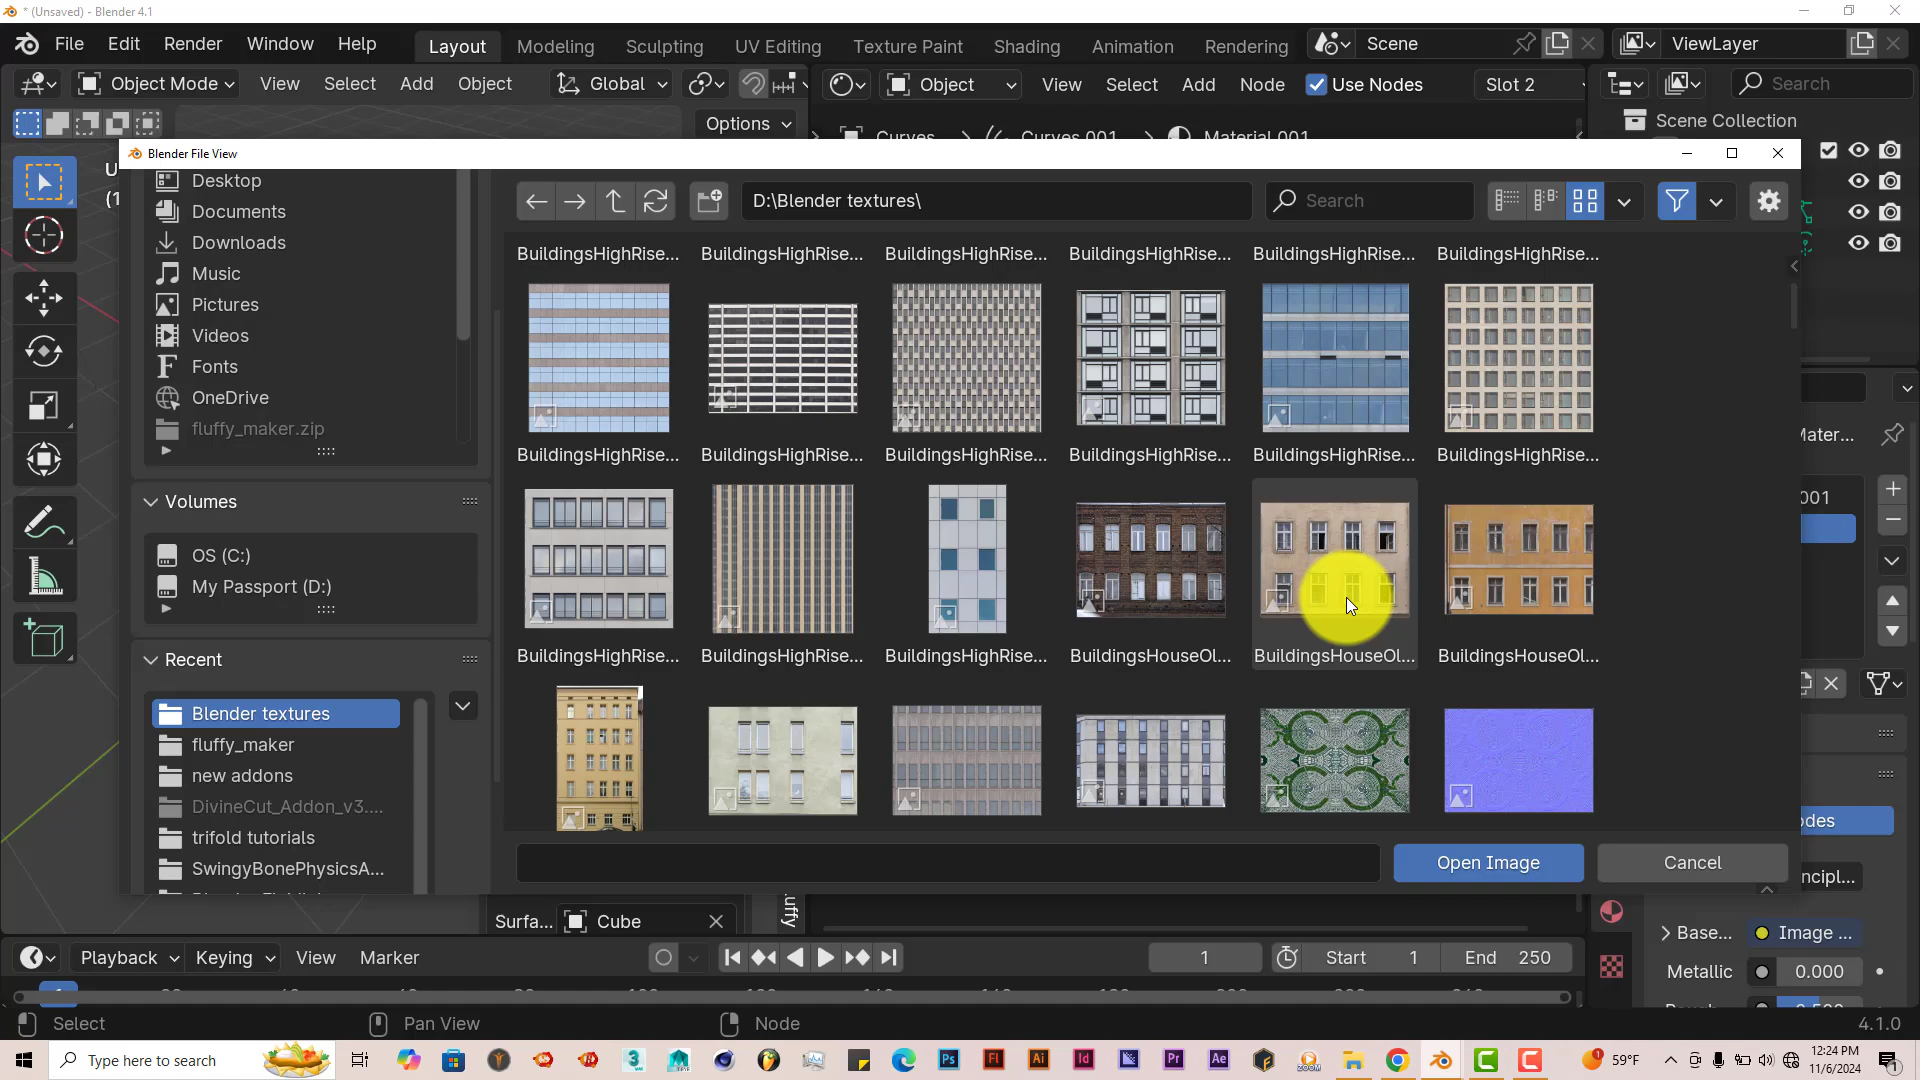 * (Unsaved) - Blender 4.1
File Edit Render Window Help Layout Modeling Sculpting UV Editing Texture Paint Shading Animation Rendering Scene ViewLayer
Object Mode View Select Add Object Global Object View Select Add Node Use Nodes Slot 2 Search
Options Curves Curves.001 Material.001 Scene Collection
Blender File View
Desktop
Documents
Downloads
Music
Pictures
Videos
Fonts
OneDrive
fluffy_maker.zip
Volumes
OS (C:)
My Passport (D:)
Recent
Blender textures
fluffy_maker
new addons
DivineCut_Addon_v3....
trifold tutorials
SwingyBonePhysicsA...
D:\Blender textures\ Search
BuildingsHighRise... BuildingsHighRise... BuildingsHighRise... BuildingsHighRise... BuildingsHighRise... BuildingsHighRise...
BuildingsHighRise... BuildingsHighRise... BuildingsHighRise... BuildingsHighRise... BuildingsHighRise... BuildingsHighRise...
BuildingsHighRise... BuildingsHighRise... BuildingsHighRise... BuildingsHouseOl... BuildingsHouseOl... BuildingsHouseOl...
Open Image Cancel
Mater...
001
odes
ncipl...
Base... Image ...
Metallic 0.000
Surfa... Cube uffy
Playback Keying View Marker 1 Start 1 End 250
Select Pan View Node 4.1.0
Type here to search 59°F 12:24 PM
11/6/2024